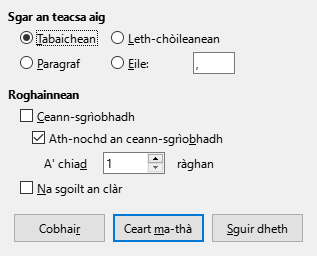 Sgar an teacsa aig
Tabaichean Leth-chòileanean
Paragraf Eile: ,
Roghainnean
Ceann-sgrìobhadh
Ath-nochd an ceann-sgrìobhadh
A' chiad 1 ràghan
Na sgoilt an clàr
Cobhair Ceart ma-thà Sguir dheth